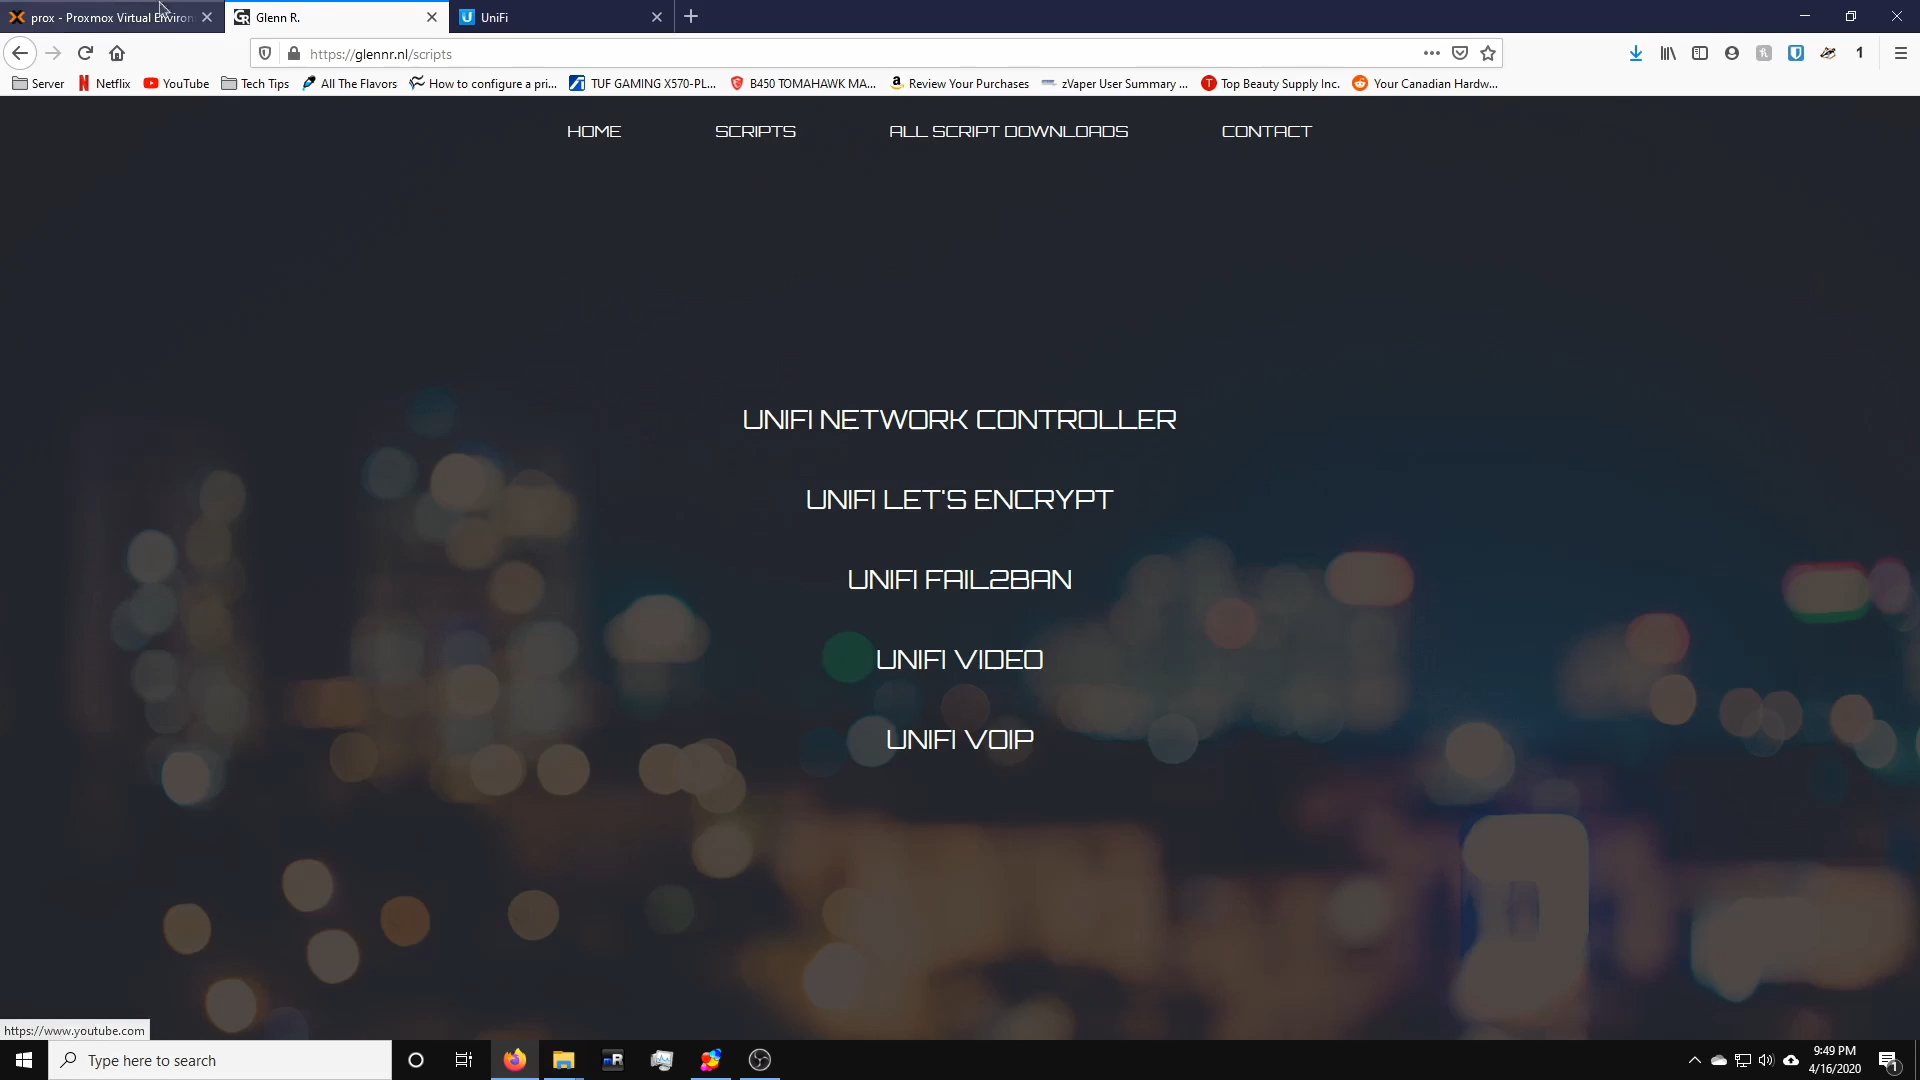 prox - Proxmox Virtual Environ
Glenn R.
UniFi
https://glennr.nl/scripts
1
Server
Netflix
YouTube
Tech Tips
All The Flavors
How to configure a pri...
TUF GAMING X570-PL...
B450 TOMAHAWK MA...
Review Your Purchases
zVaper User Summary ...
Top Beauty Supply Inc.
Your Canadian Hardw...
HOME
SCRIPTS
ALL SCRIPT DOWNLOADS
CONTACT
UNIFI NETWORK CONTROLLER
UNIFI LET'S ENCRYPT
UNIFI FAIL2BAN
UNIFI VIDEO
UNIFI VOIP
https://www.youtube.com
Type here to search
9:49 PM
4/16/2020
1